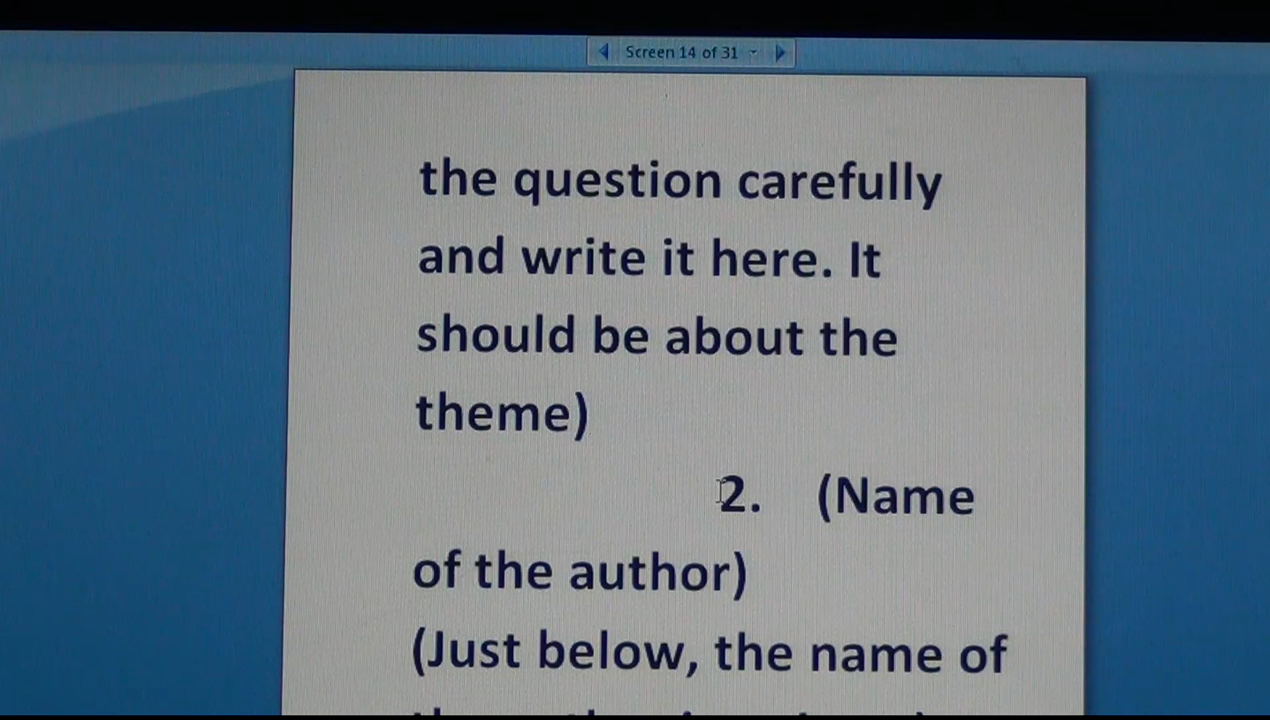 Screen 14 of 31
the question carefully
and write it here. It
should be about the
theme)
2. (Name
of the author)
(Just below, the name of